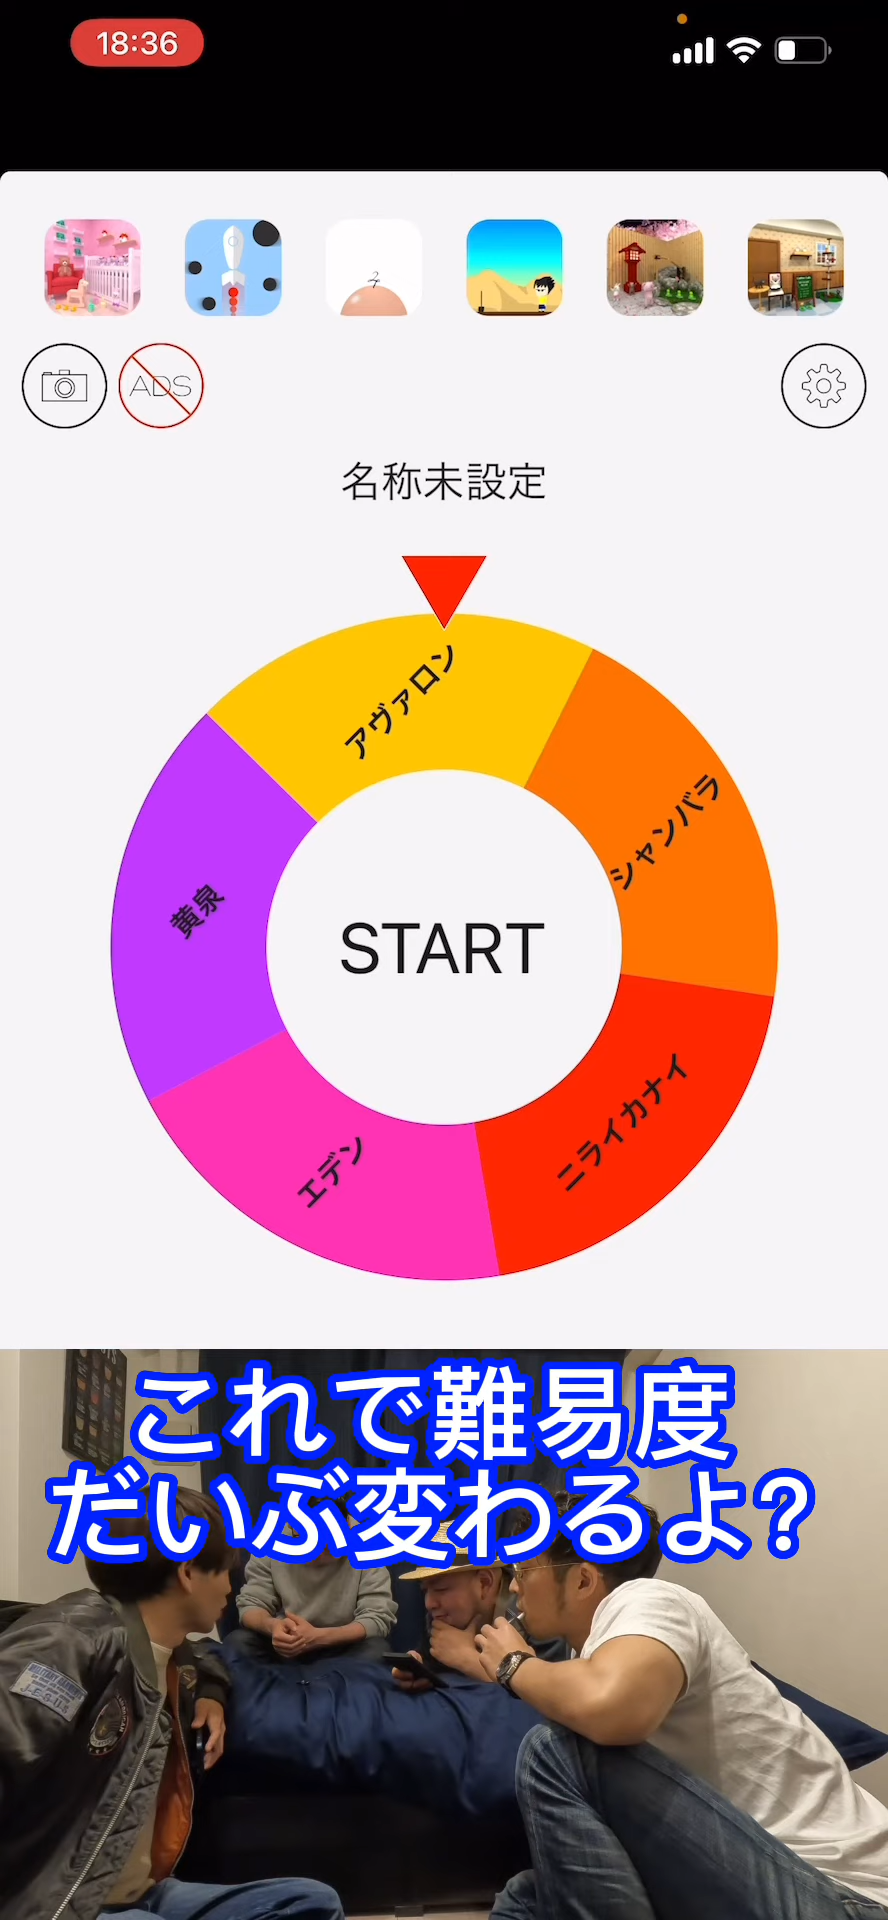 18:36
ADS
名称未設定
アヴァロン
シャンバラ
黄泉
START
ニライカナイ
エデン
これで難易度
だいぶ変わるよ?
J-E-S-U-S